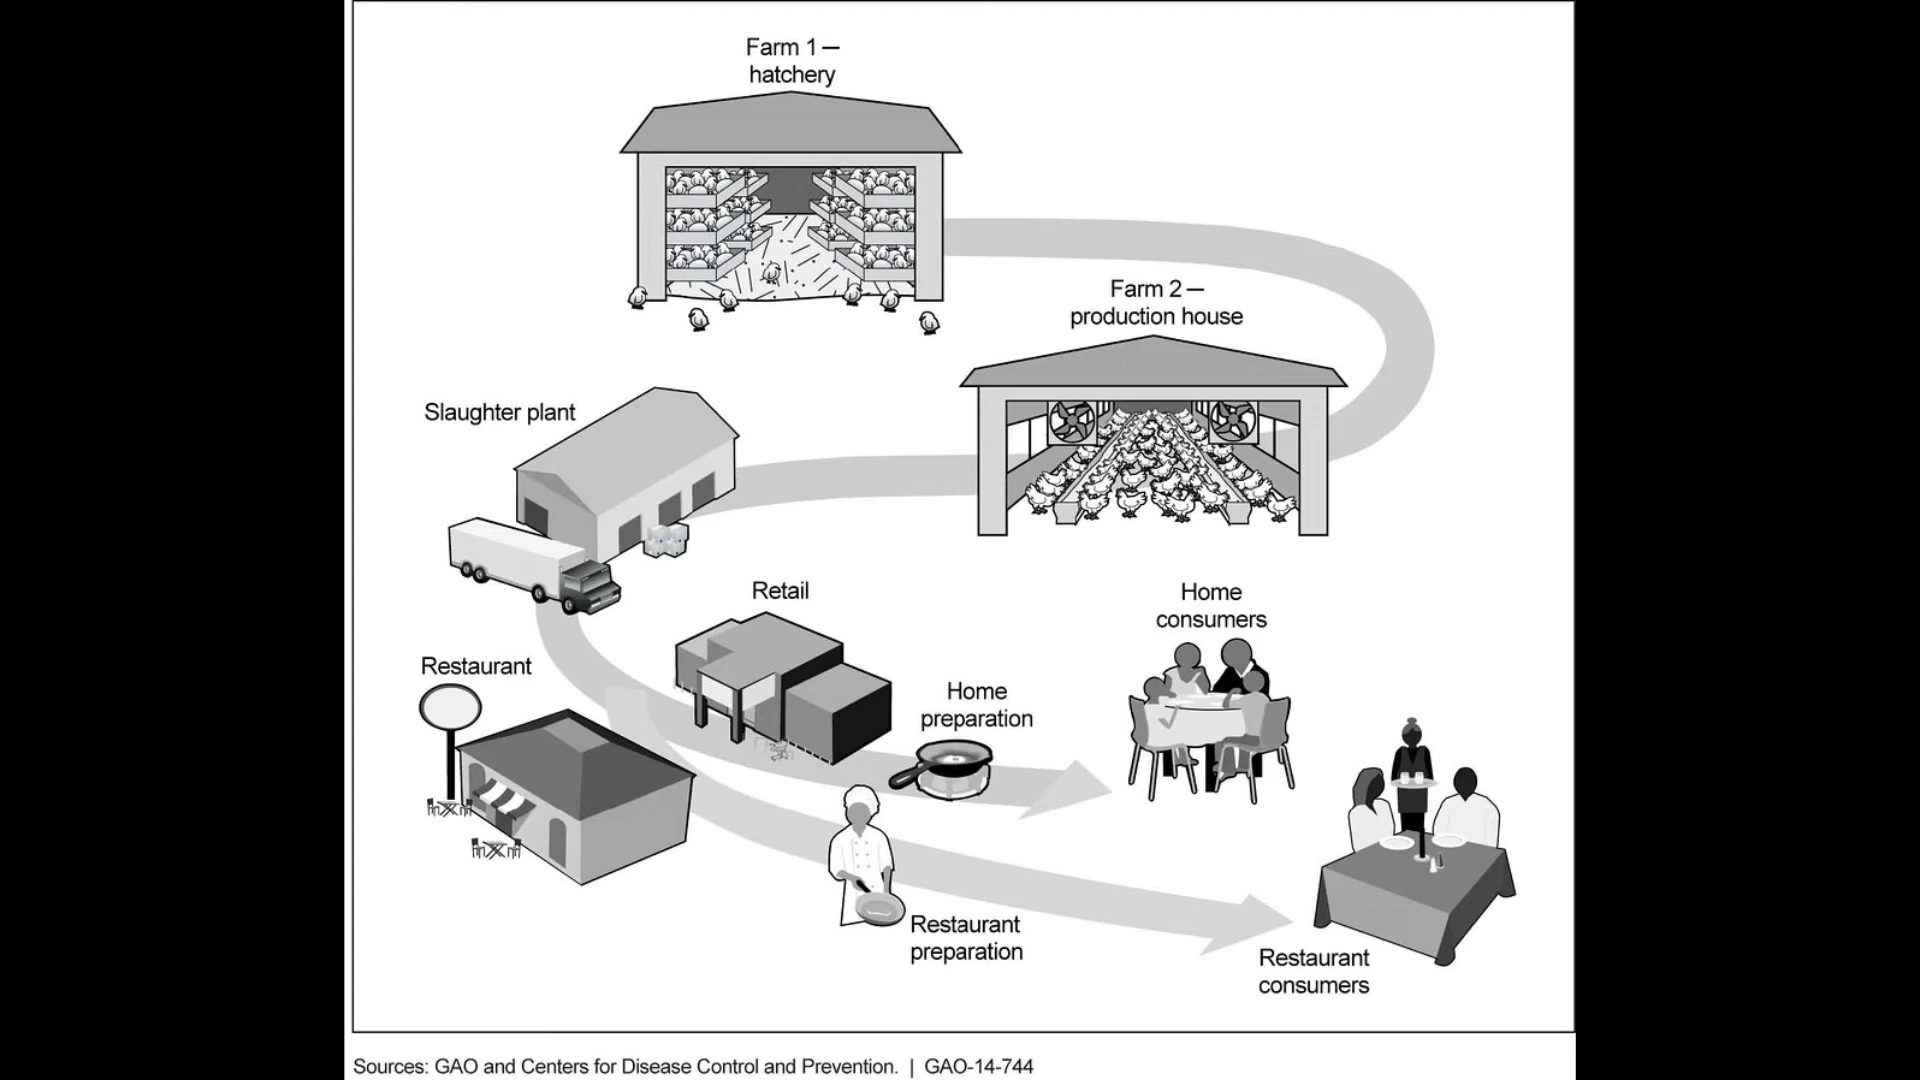 Farm 1 —
hatchery
Farm 2 —
production house
Slaughter plant
Retail
Home
consumers
Restaurant
Home
preparation
Restaurant
preparation
Restaurant
consumers
Sources: GAO and Centers for Disease Control and Prevention. | GAO-14-744